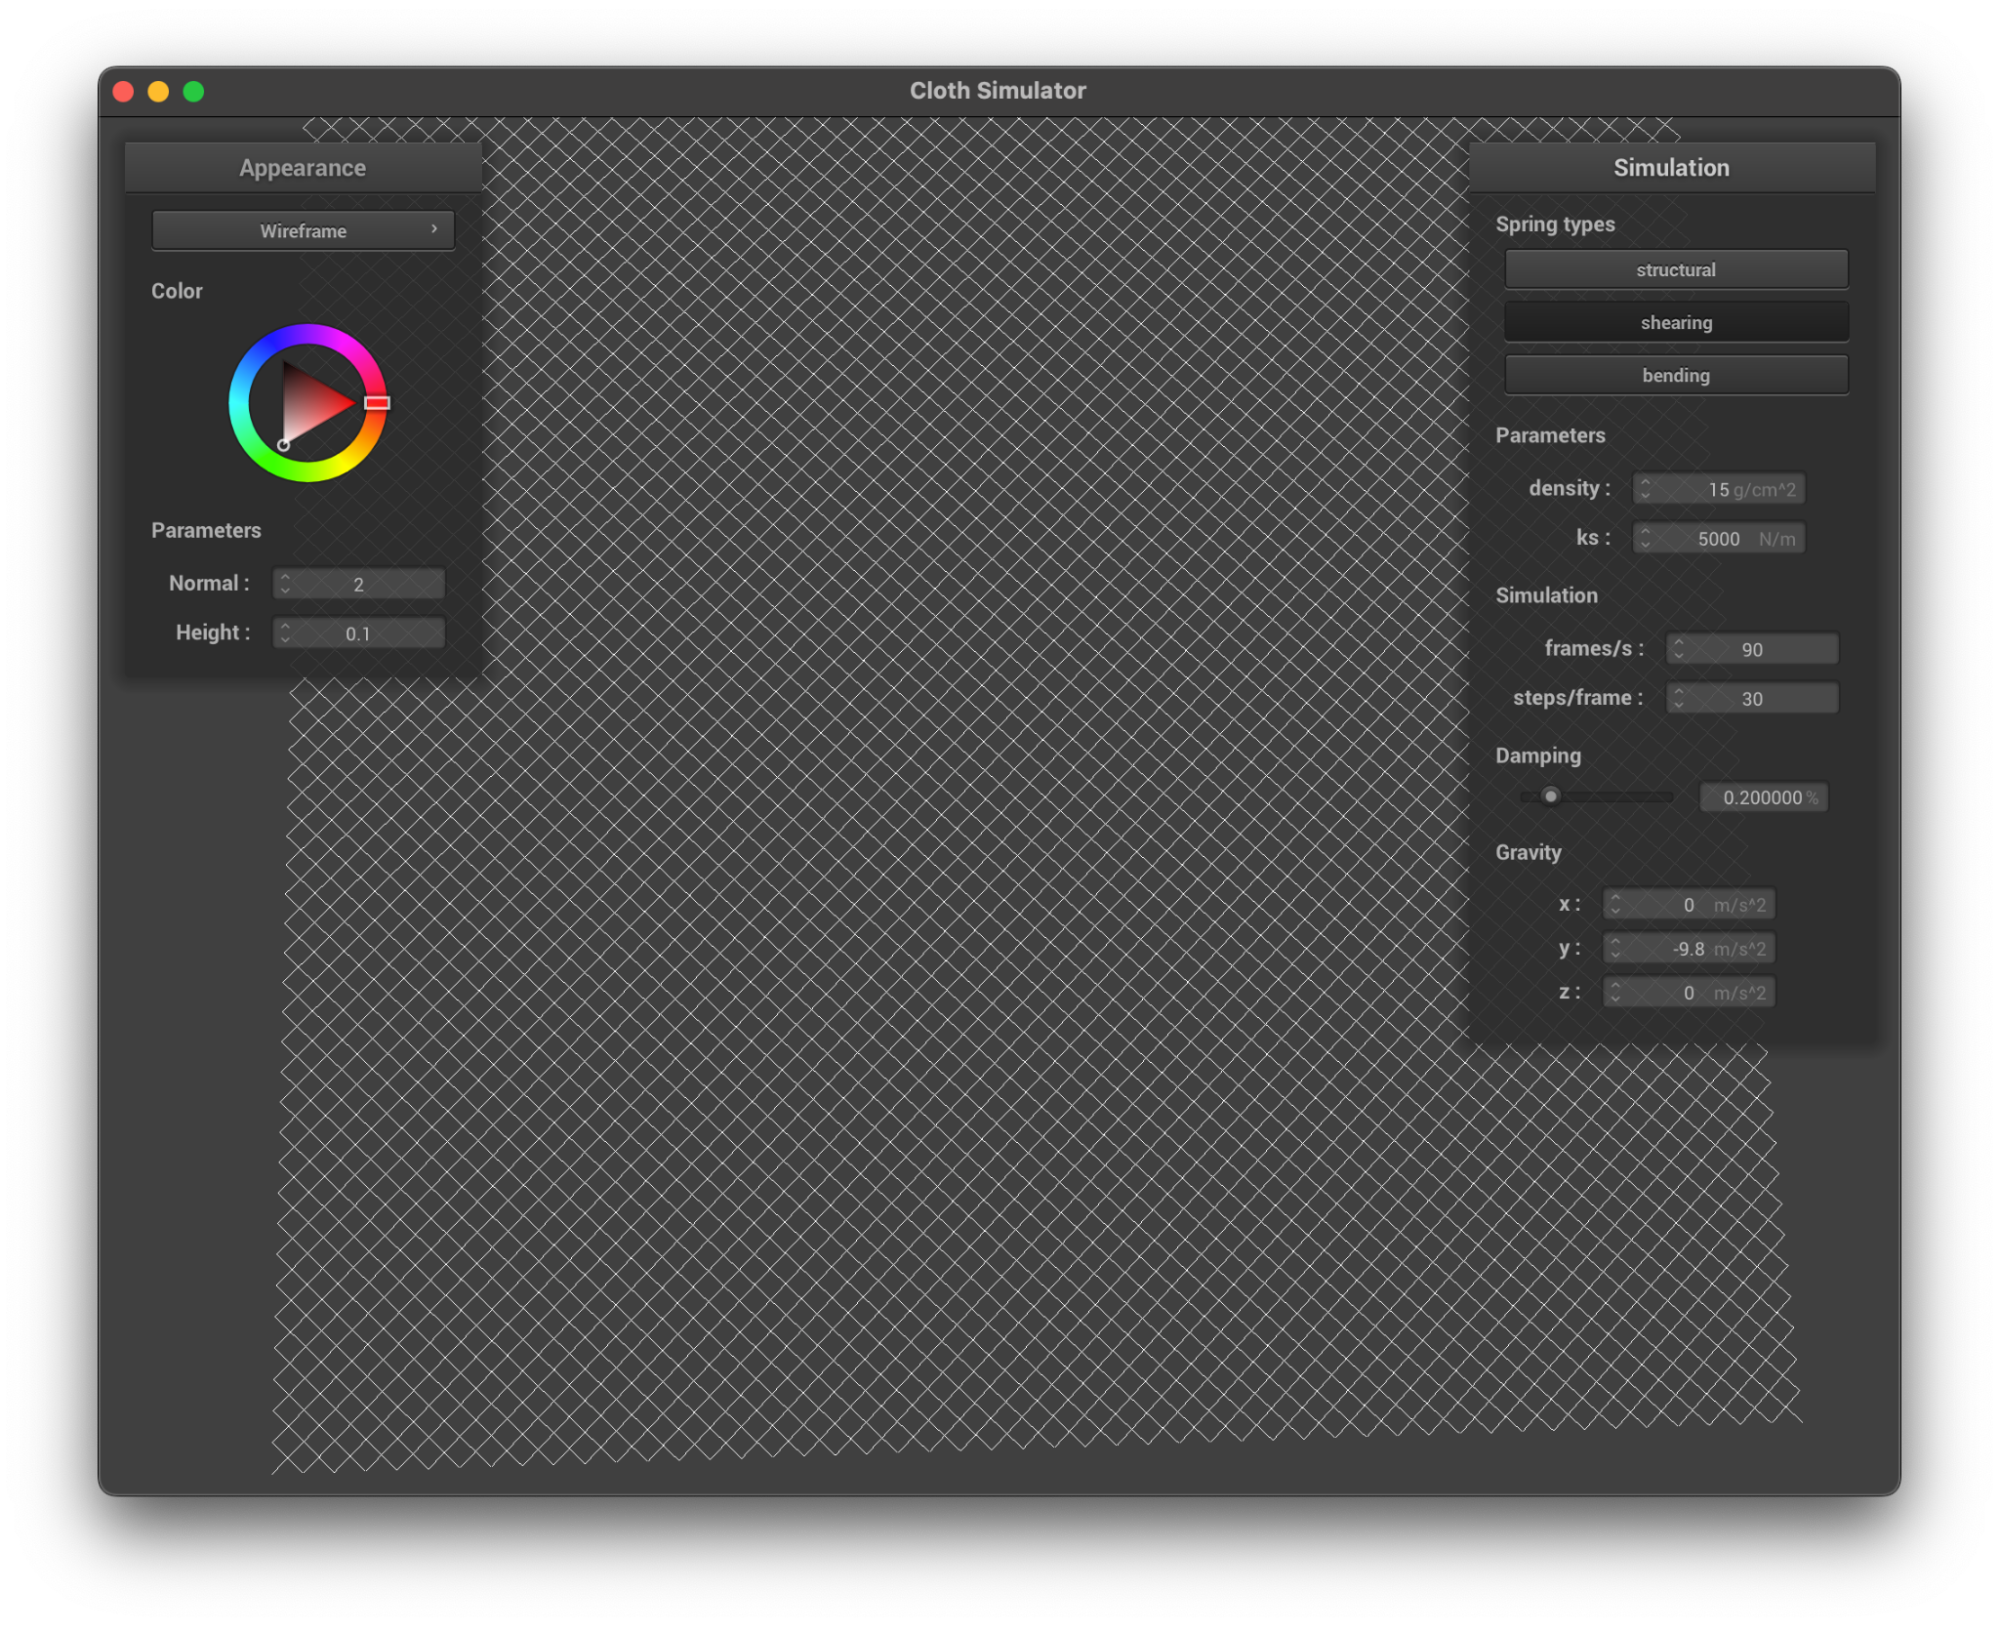 Cloth Simulator
Appearance
Wireframe
Color
Parameters
Normal : 2
Height : 0.1
Simulation
Spring types
structural
shearing
bending
Parameters
density : 15 g/cm^2
ks : 5000 N/m
Simulation
frames/s : 90
steps/frame : 30
Damping
0.200000 %
Gravity
x : 0 m/s^2
y : -9.8 m/s^2
z : 0 m/s^2